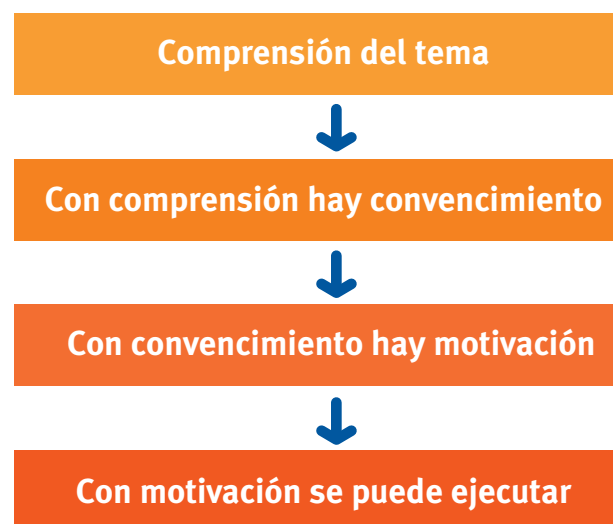 Comprensión del tema
Con comprensión hay convencimiento
Con convencimiento hay motivación
Con motivación se puede ejecutar